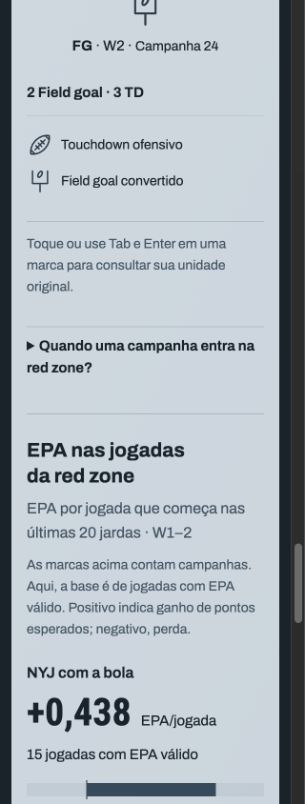 FG · W2 · Campanha 24
2 Field goal · 3 TD
Touchdown ofensivo
Field goal convertido
Toque ou use Tab e Enter em uma
marca para consultar sua unidade
original.
▶ Quando uma campanha entra na
red zone?
EPA nas jogadas
da red zone
EPA por jogada que começa nas
últimas 20 jardas · W1–2
As marcas acima contam campanhas.
Aqui, a base é de jogadas com EPA
válido. Positivo indica ganho de pontos
esperados; negativo, perda.
NYJ com a bola
+0,438 EPA/jogada
15 jogadas com EPA válido